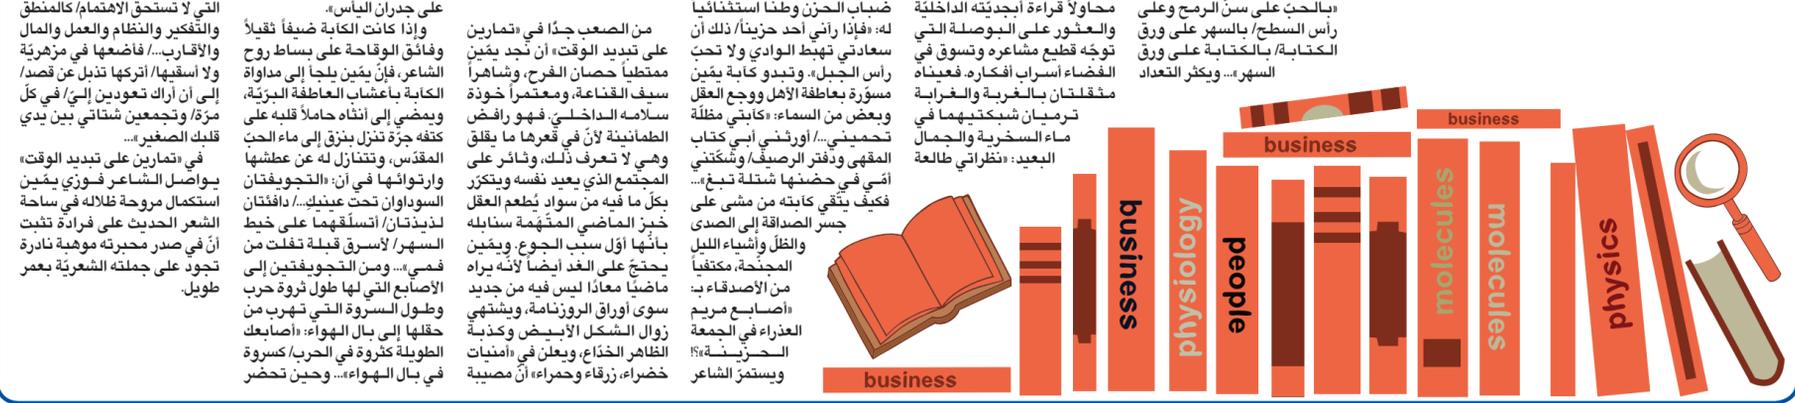 «بالحبّ على سنّ الرمح وعلى
رأس السطح/ بالسهر على ورق
الكتابة/ بالكتابة على ورق
السهر»... ويكثر التعداد
محاولاً قراءة أبجديّته الداخليّة
والعثور على البوصلة التي
توجّه قطيع مشاعره وتسوق في
الفضاء أسراب أفكاره. فعيناه
مثقلتان بالغربة والغرابة
ترميان شبكتيهما في
ماء السخرية والجمال
البعيد: «نظراتي طالعة
ضباب الحزن وطناً استثنائياً
له: «فإذا رآني أحد حزيناً/ ذلك أن
سعادتي تهبط الوادي ولا تحبّ
رأس الجبل». وتبدو كآبة يمّين
مسوّرة بعاطفة الأهل ووجع العقل
وبعض من السماء: «كآبتي مظلّة
تحميني.../ أورثني أبي كتاب
المقهى ودفتر الرصيف/ وشكّتني
أمّي في حضنها شتلة تبغ»...
فكيف يتّقي كآبته من مشى على
جسر الصداقة إلى الصدى
والظلّ وأشياء الليل
المجنّحة، مكتفياً
من الأصدقاء بـ:
«أصابع مريم
العذراء في الجمعة
الحزينة»؟!
ويستمرّ الشاعر
من الصعب جدّا في «تمارين
على تبديد الوقت» أن نجد يمّين
ممتطياً حصان الفرح، وشاهراً
سيف القناعة، ومعتمراً خوذة
سلامه الداخليّ. فهو رافض
الطمأنينة لأنّ في قعرها ما يقلق
وهي لا تعرف ذلك، وثائر على
المجتمع الذي يعيد نفسه ويتكرّر
بكلّ ما فيه من سواد يُطعم العقل
خبز الماضي المتّهمة سنابله
بأنّها أوّل سبب الجوع. ويمّين
يحتجّ على الغد أيضاً لأنّه يراه
ماضيًا معادًا ليس فيه من جديد
سوى أوراق الروزنامة، ويشتهي
زوال الشكل الأبيض وكذبة
الظاهر الخدّاع، ويعلن في «أمنيات
خضراء، زرقاء وحمراء» أنّ مصيبة
على جدران اليأس».
وإذا كانت الكآبة ضيفاً ثقيلاً
وفائق الوقاحة على بساط روح
الشاعر، فإنّ يمّين يلجأ إلى مداواة
الكآبة بأعشاب العاطفة البرّيّة،
ويمضي إلى أنثاه حاملاً قلبه على
كتفه جرّة تنزل بنزق إلى ماء الحبّ
المقدّس، وتتنازل له عن عطشها
وارتوائها في آن: «التجويفتان
السوداوان تحت عينيكِ.../ دافئتان
لذيذتان/ أتسلّقهما على خيط
السهر/ لأسرق قبلة تفلت من
فمي»... ومن التجويفتين إلى
الأصابع التي لها طول ثروة حرب
وطول السروة التي تهرب من
حقلها إلى بال الهواء: «أصابعك
الطويلة كثروة في الحرب/ كسروة
في بال الهواء»... وحين تحضر
التي لا تستحق الاهتمام/ كالمنطق
والتفكير والنظام والعمل والمال
والأقارب.../ فاضعها في مزهريّة
ولا أسقيها/ أتركها تذبل عن قصد/
إلى أن أراك تعودين إليّ/ في كلّ
مرّة/ وتجمعين شتاتي بين يدي
قلبك الصغير»...
في «تمارين على تبديد الوقت»
يواصل الشاعر فوزي يمّين
استكمال مروحة ظلاله في ساحة
الشعر الحديث على فرادة تثبت
أنّ في صدر محبرته موهبة نادرة
تجود على جملته الشعريّة بعمر
طويل.
business
business
business
business
physiology
people
molecules
molecules
physics